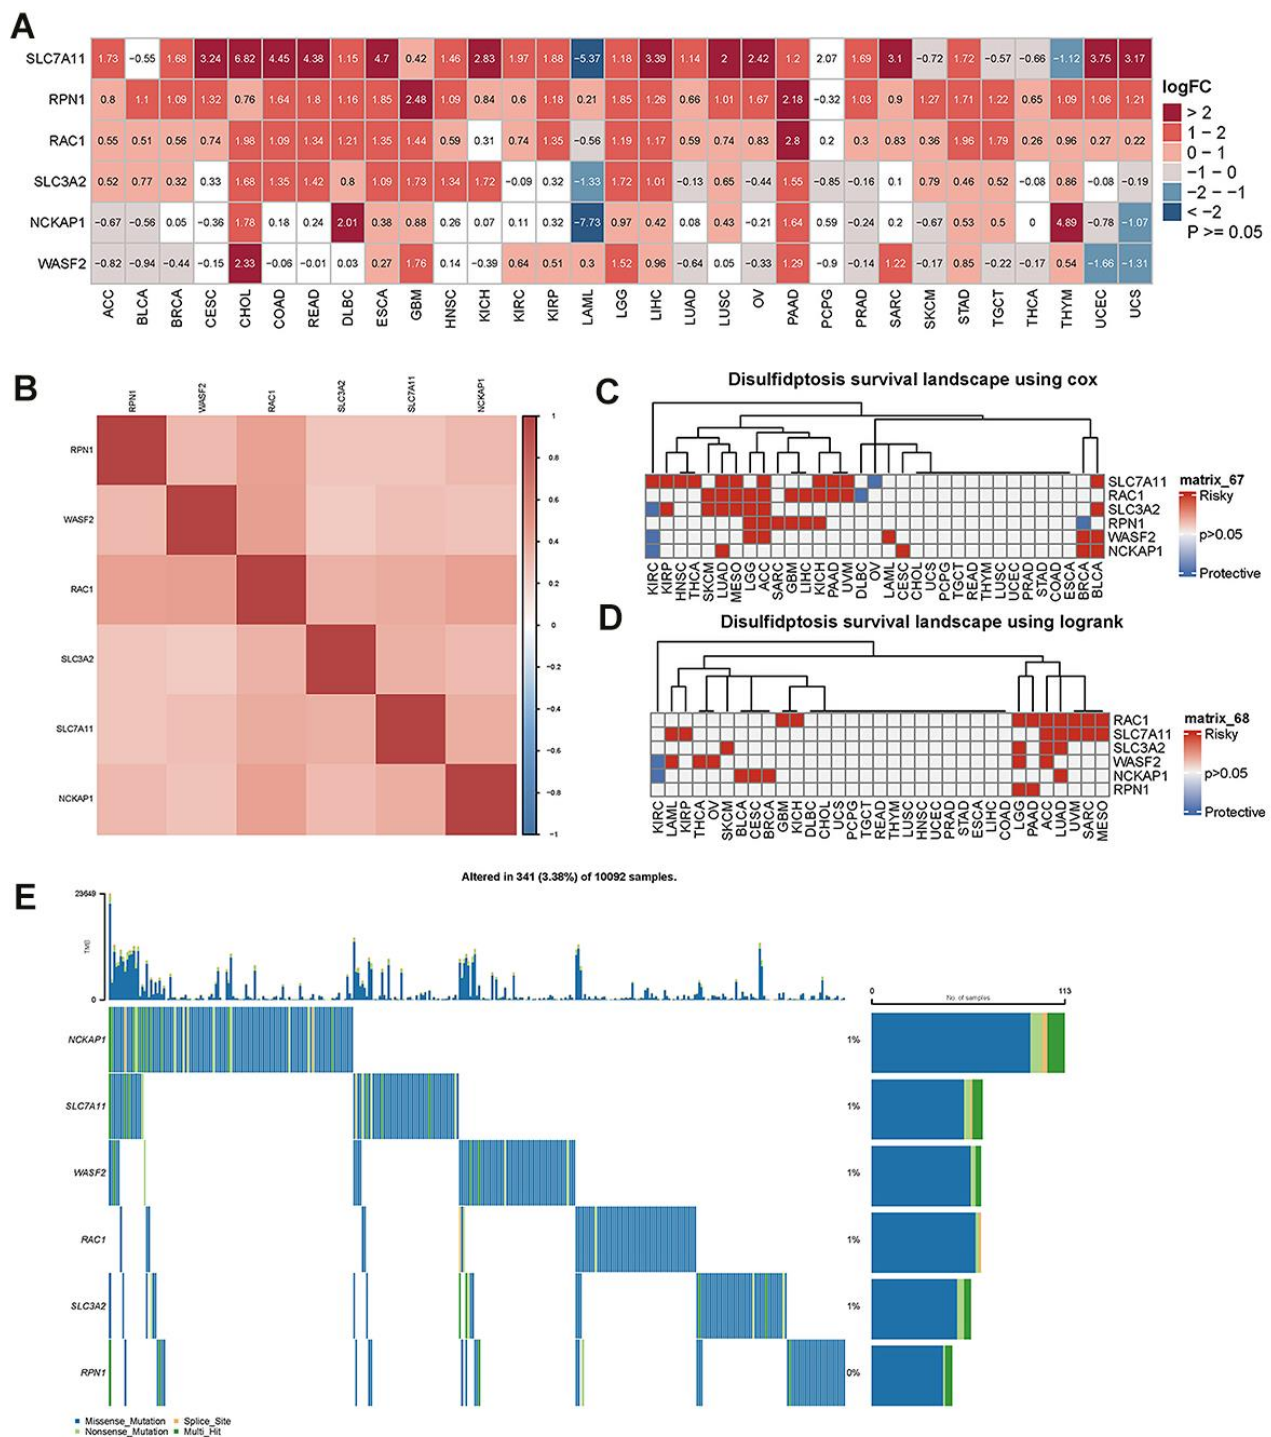 A
SLC7A11 1.73 −0.55 1.68 3.24 6.82 4.45 4.38 1.15 4.7 0.42 1.46 2.83 1.97 1.88 −5.37 1.18 3.39 1.14 2 2.42 1.2 2.07 1.69 3.1 −0.72 1.72 −0.57 −0.66 −1.12 3.75 3.17
RPN1 0.8 1.1 1.09 1.32 0.76 1.64 1.8 1.16 1.85 2.48 1.09 0.84 0.6 1.18 0.21 1.85 1.26 0.66 1.01 1.67 2.18 −0.32 1.03 0.9 1.27 1.71 1.22 0.65 1.09 1.06 1.21
RAC1 0.55 0.51 0.56 0.74 1.98 1.09 1.34 1.21 1.35 1.44 0.59 0.31 0.74 1.35 −0.56 1.19 1.17 0.59 0.74 0.83 2.8 0.2 0.3 0.83 0.36 1.96 1.79 0.26 0.96 0.27 0.22
SLC3A2 0.52 0.77 0.32 0.33 1.68 1.35 1.42 0.8 1.09 1.73 1.34 1.72 −0.09 0.32 −1.33 1.72 1.01 −0.13 0.65 −0.44 1.55 −0.85 −0.16 0.1 0.79 0.46 0.52 −0.08 0.86 −0.08 −0.19
NCKAP1 −0.67 −0.56 0.05 −0.36 1.78 0.18 0.24 2.01 0.38 0.88 0.26 0.07 0.11 0.32 −7.73 0.97 0.42 0.08 0.43 −0.21 1.64 0.59 −0.24 0.2 −0.67 0.53 0.5 0 4.89 −0.78 −1.07
WASF2 −0.82 −0.94 −0.44 −0.15 2.33 −0.06 −0.01 0.03 0.27 1.76 0.14 −0.39 0.64 0.51 0.3 1.52 0.96 −0.64 0.05 −0.33 1.29 −0.9 −0.14 1.22 −0.17 0.85 −0.22 −0.17 0.54 −1.66 −1.31
ACC BLCA BRCA CESC CHOL COAD READ DLBC ESCA GBM HNSC KICH KIRC KIRP LAML LGG LIHC LUAD LUSC OV PAAD PCPG PRAD SARC SKCM STAD TGCT THCA THYM UCEC UCS
logFC
> 2
1 − 2
0 − 1
−1 − 0
−2 − −1
< −2
P >= 0.05
B
RPN1 WASF2 RAC1 SLC3A2 SLC7A11 NCKAP1
RPN1
WASF2
RAC1
SLC3A2
SLC7A11
NCKAP1
1
0.8
0.6
0.4
0.2
0
−0.2
−0.4
−0.6
−0.8
−1
C
Disulfidptosis survival landscape using cox
SLC7A11
RAC1
SLC3A2
RPN1
WASF2
NCKAP1
KIRC KIRP HNSC THCA SKCM LUAD MESO LGG ACC SARC GBM LIHC KICH PAAD UVM DLBC OV LAML CESC CHOL UCS PCPG TGCT READ THYM LUSC UCEC PRAD STAD COAD ESCA BRCA BLCA
matrix_67
Risky
p>0.05
Protective
D
Disulfidptosis survival landscape using logrank
RAC1
SLC7A11
SLC3A2
WASF2
NCKAP1
RPN1
KIRC LAML KIRP THCA OV SKCM BLCA CESC BRCA GBM KICH DLBC CHOL UCS PCPG TGCT READ THYM LUSC HNSC UCEC PRAD STAD ESCA LIHC COAD LGG PAAD ACC LUAD UVM SARC MESO
matrix_68
Risky
p>0.05
Protective
E
Altered in 341 (3.38%) of 10092 samples.
23649
TMB
0
0 113
No. of samples
NCKAP1 1%
SLC7A11 1%
WASF2 1%
RAC1 1%
SLC3A2 1%
RPN1 0%
Missense_Mutation Splice_Site
Nonsense_Mutation Multi_Hit